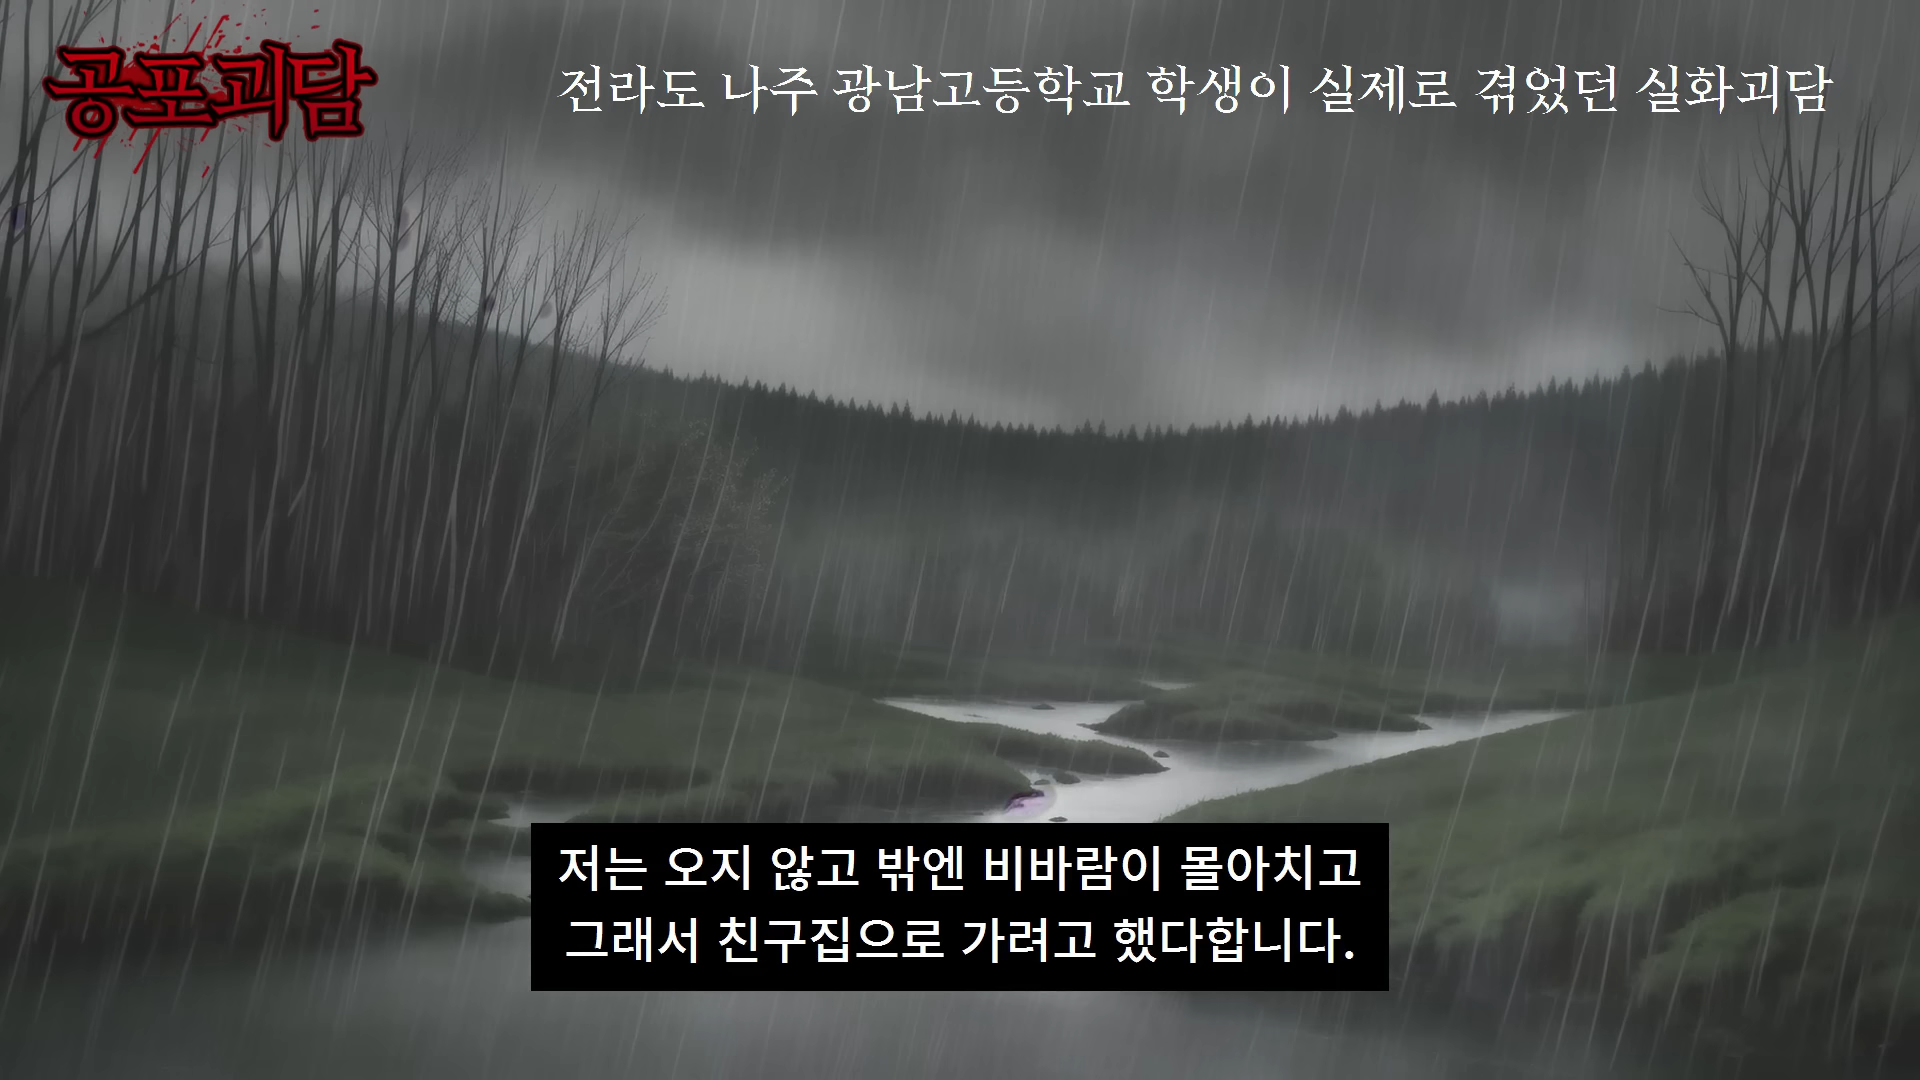 공포괴담
전라도 나주 광남고등학교 학생이 실제로 겪었던 실화괴담
저는 오지 않고 밖엔 비바람이 몰아치고
그래서 친구집으로 가려고 했다합니다.